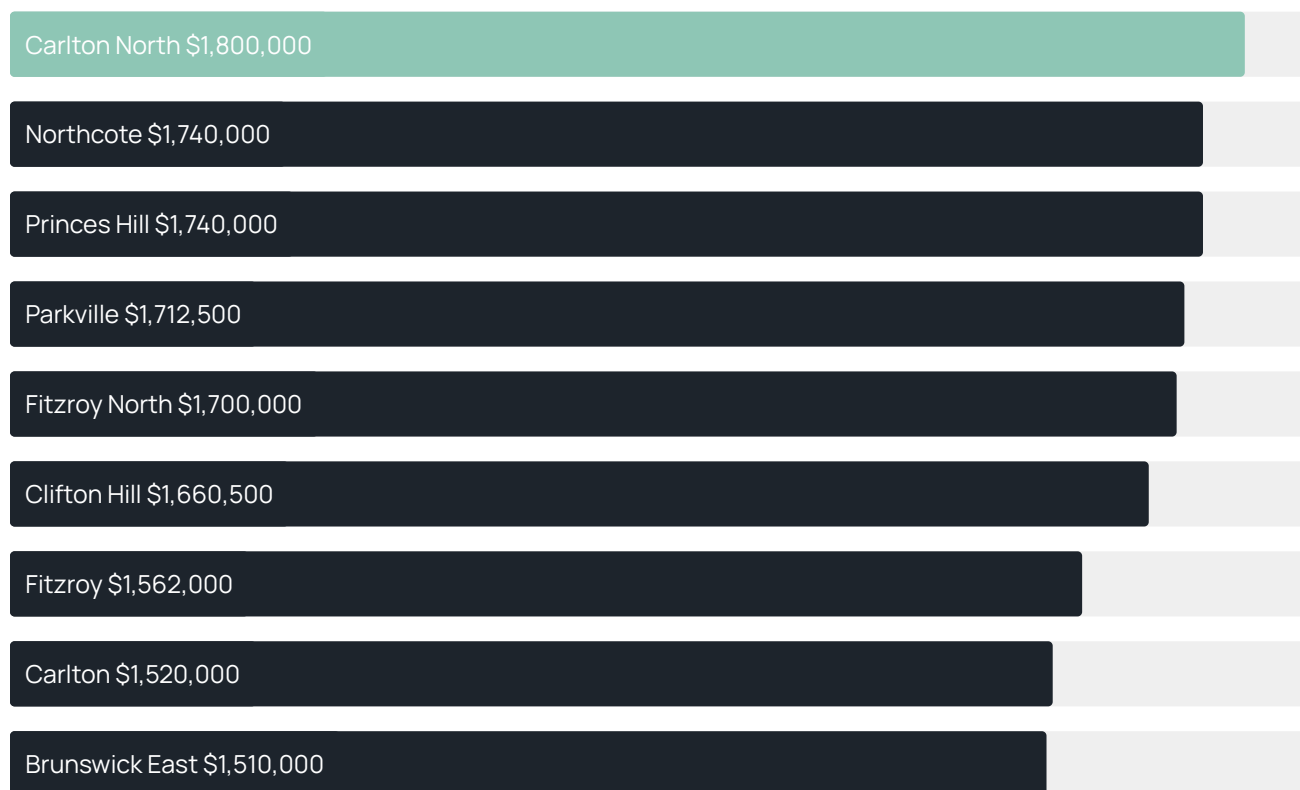 Carlton North $1,800,000
Northcote $1,740,000
Princes Hill $1,740,000
Parkville $1,712,500
Fitzroy North $1,700,000
Clifton Hill $1,660,500
Fitzroy $1,562,000
Carlton $1,520,000
Brunswick East $1,510,000